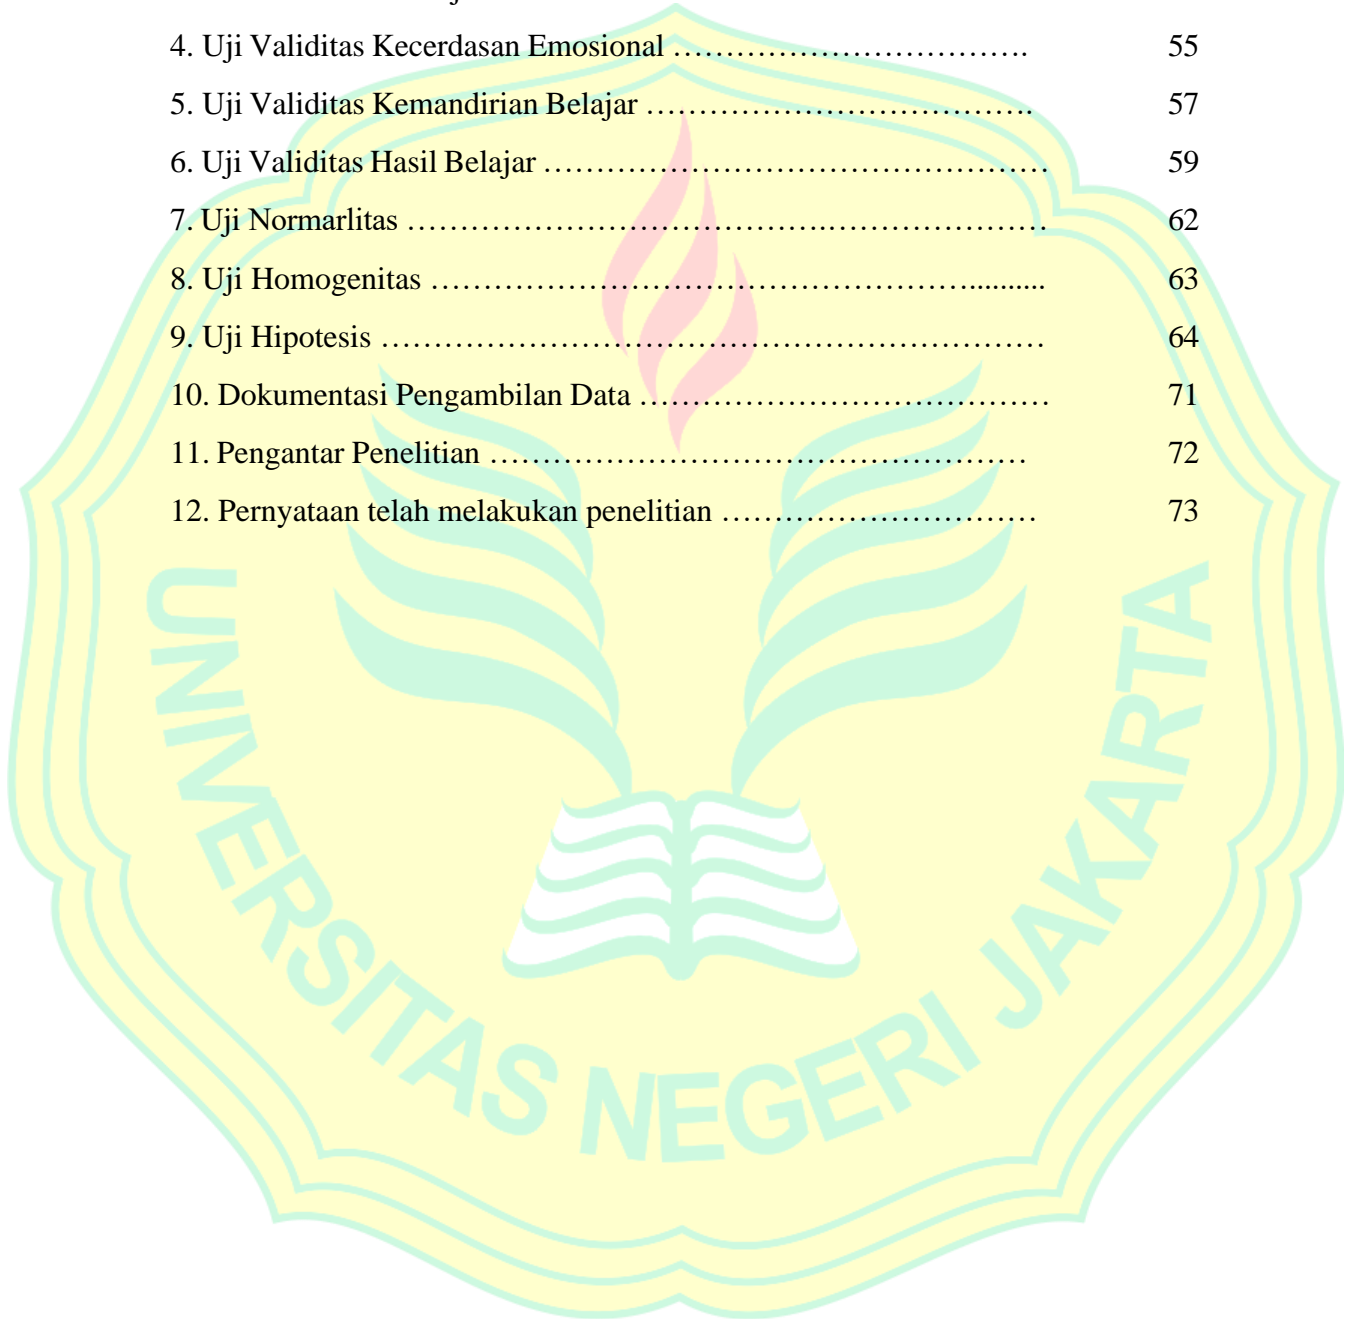 4. Uji Validitas Kecerdasan Emosional ……………………………. 55
5. Uji Validitas Kemandirian Belajar ………………………………. 57
6. Uji Validitas Hasil Belajar ………………………………………… 59
7. Uji Normarlitas ………………………………….………………… 62
8. Uji Homogenitas ……………………………………………......... 63
9. Uji Hipotesis ……………………………………………………… 64
10. Dokumentasi Pengambilan Data ………………………………… 71
11. Pengantar Penelitian …………………………………………… 72
12. Pernyataan telah melakukan penelitian ………………………… 73
UNIVERSITAS NEGERI JAKARTA